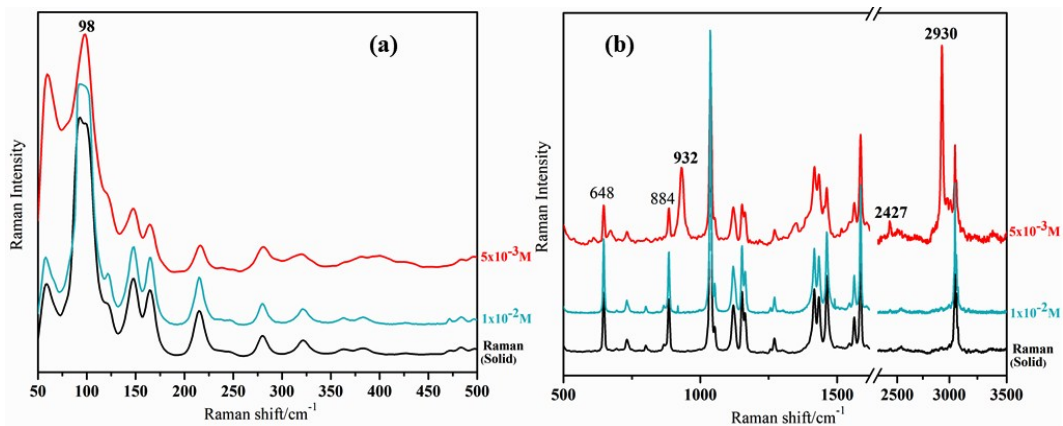 98
(a)
Raman Intensity
5x10⁻³M
1x10⁻²M
Raman
(Solid)
50 100 150 200 250 300 350 400 450 500
Raman shift/cm⁻¹
(b)
2930
932
648
884
2427
Raman Intensity
5x10⁻³M
1x10⁻²M
Raman
(Solid)
500 1000 1500 2500 3000 3500
Raman shift/cm⁻¹